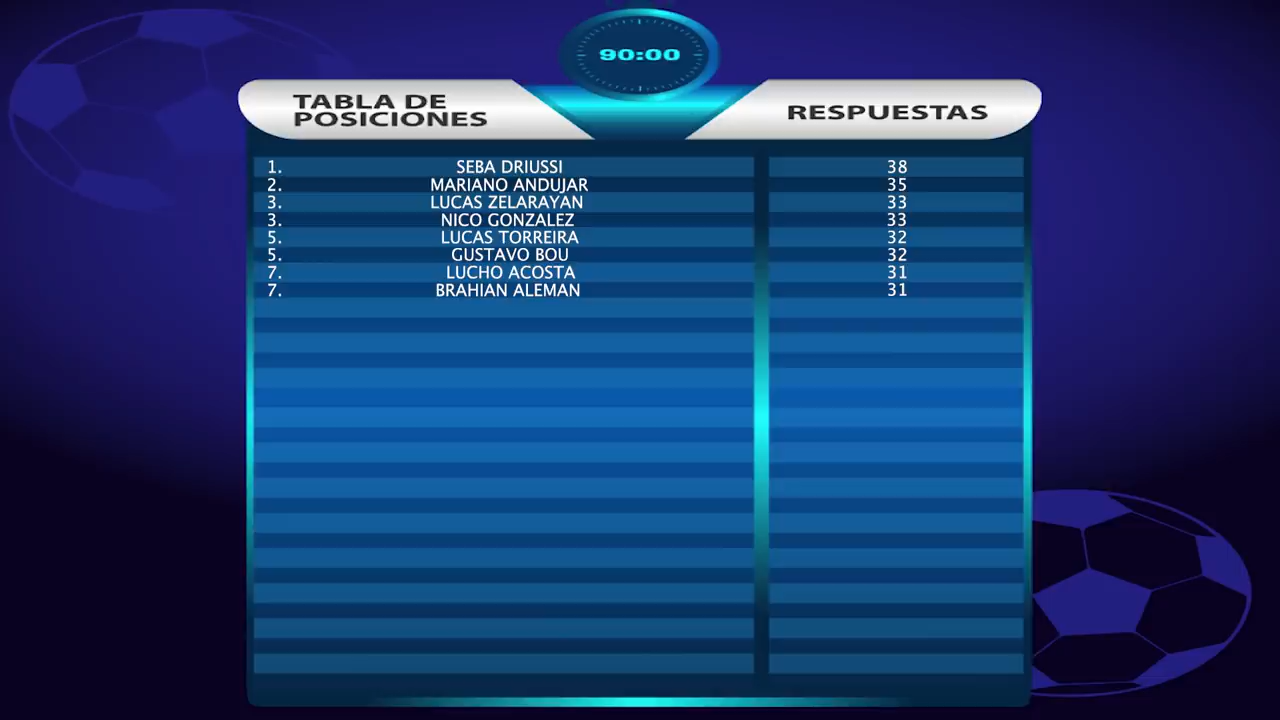 90:00
TABLA DE
POSICIONES
RESPUESTAS
1. SEBA DRIUSSI 38
2. MARIANO ANDUJAR 35
3. LUCAS ZELARAYAN 33
3. NICO GONZALEZ 33
5. LUCAS TORREIRA 32
5. GUSTAVO BOU 32
7. LUCHO ACOSTA 31
7. BRAHIAN ALEMAN 31